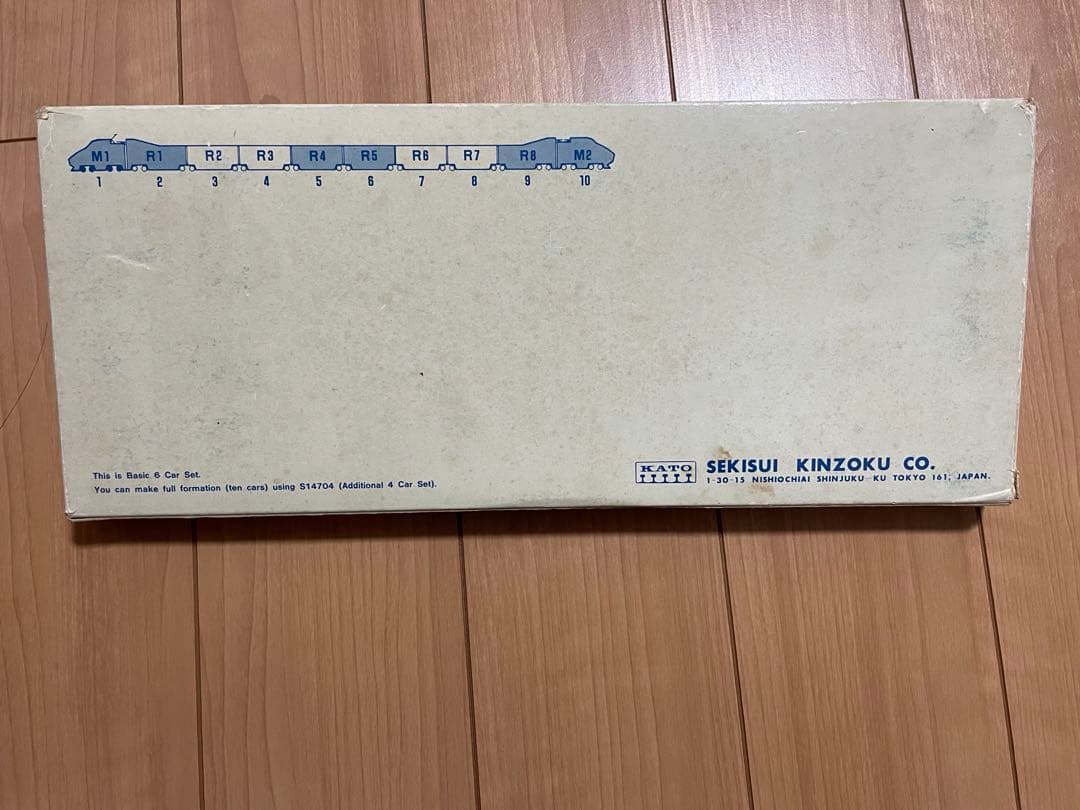 M1 R1 R2 R3 R4 R5 R6 R7 R8 M2
1 2 3 4 5 6 7 8 9 10
This is Basic 6 Car Set.
You can make full formation (ten cars) using S14704 (Additional 4 Car Set).
KATO
SEKISUI KINZOKU CO.
1-30-15 NISHIOCHIAI SHINJUKU-KU TOKYO 161, JAPAN.